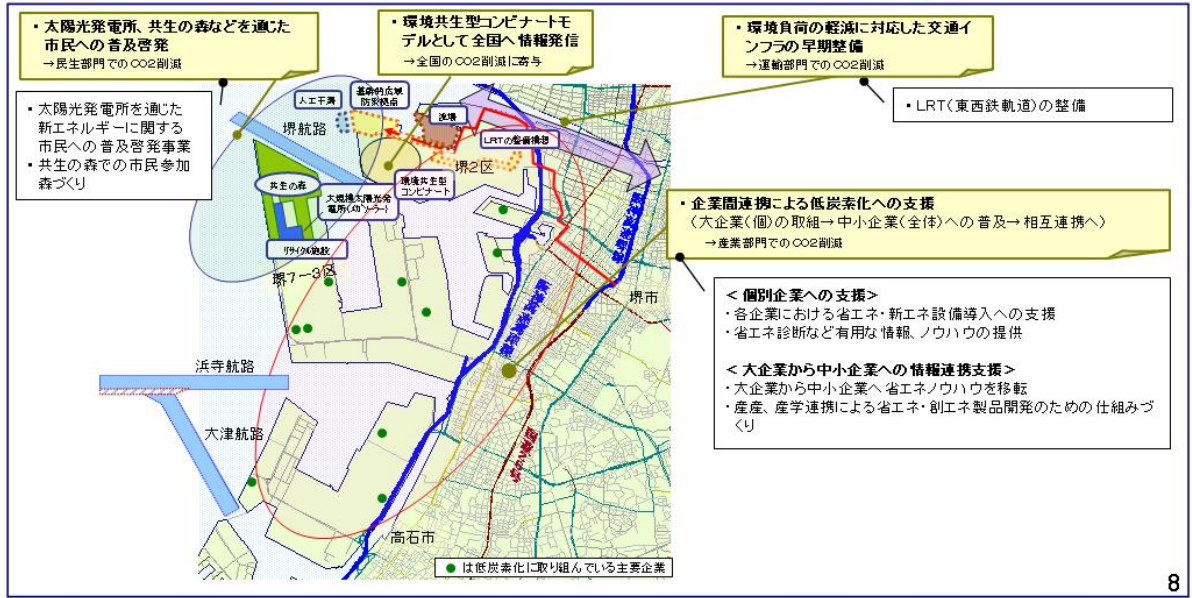 ・太陽光発電所、共生の森などを通じた
市民への普及啓発
→民生部門でのCO2削減
・環境共生型コンビナートモ
デルとして全国へ情報発信
→全国のCO2削減に寄与
・環境負荷の軽減に対応した交通イ
ンフラの早期整備
→運輸部門でのCO2削減
・太陽光発電所を通じた
新エネルギーに関する
市民への普及啓発事業
・共生の森での市民参加
森づくり
・LRT(東西鉄軌道)の整備
人工干潟
基幹的広域
防災拠点
堺航路
LRTの整備構想
堺2区
共生の森
大規模太陽光発
環境共生型
コンビナート
リサイクル施設
堺7-3区
・企業間連携による低炭素化への支援
(大企業(個)の取組→中小企業(全体)への普及→相互連携へ)
→産業部門でのCO2削減
堺市
<個別企業への支援>
・各企業における省エネ・新エネ設備導入への支援
・省エネ診断など有用な情報、ノウハウの提供
<大企業から中小企業への情報連携支援>
・大企業から中小企業へ省エネノウハウを移転
・産産、産学連携による省エネ・創エネ製品開発のための仕組みづ
くり
浜寺航路
大津航路
高石市
●は低炭素化に取り組んでいる主要企業
8